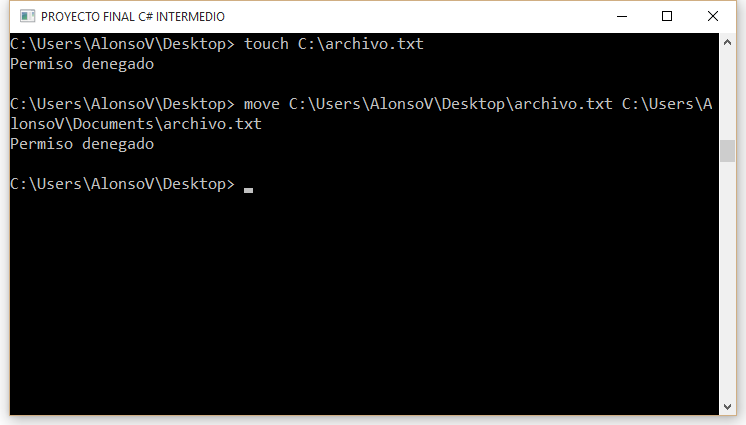 PROYECTO FINAL C# INTERMEDIO
C:\Users\AlonsoV\Desktop> touch C:\archivo.txt
Permiso denegado
C:\Users\AlonsoV\Desktop> move C:\Users\AlonsoV\Desktop\archivo.txt C:\Users\A
lonsoV\Documents\archivo.txt
Permiso denegado
C:\Users\AlonsoV\Desktop>